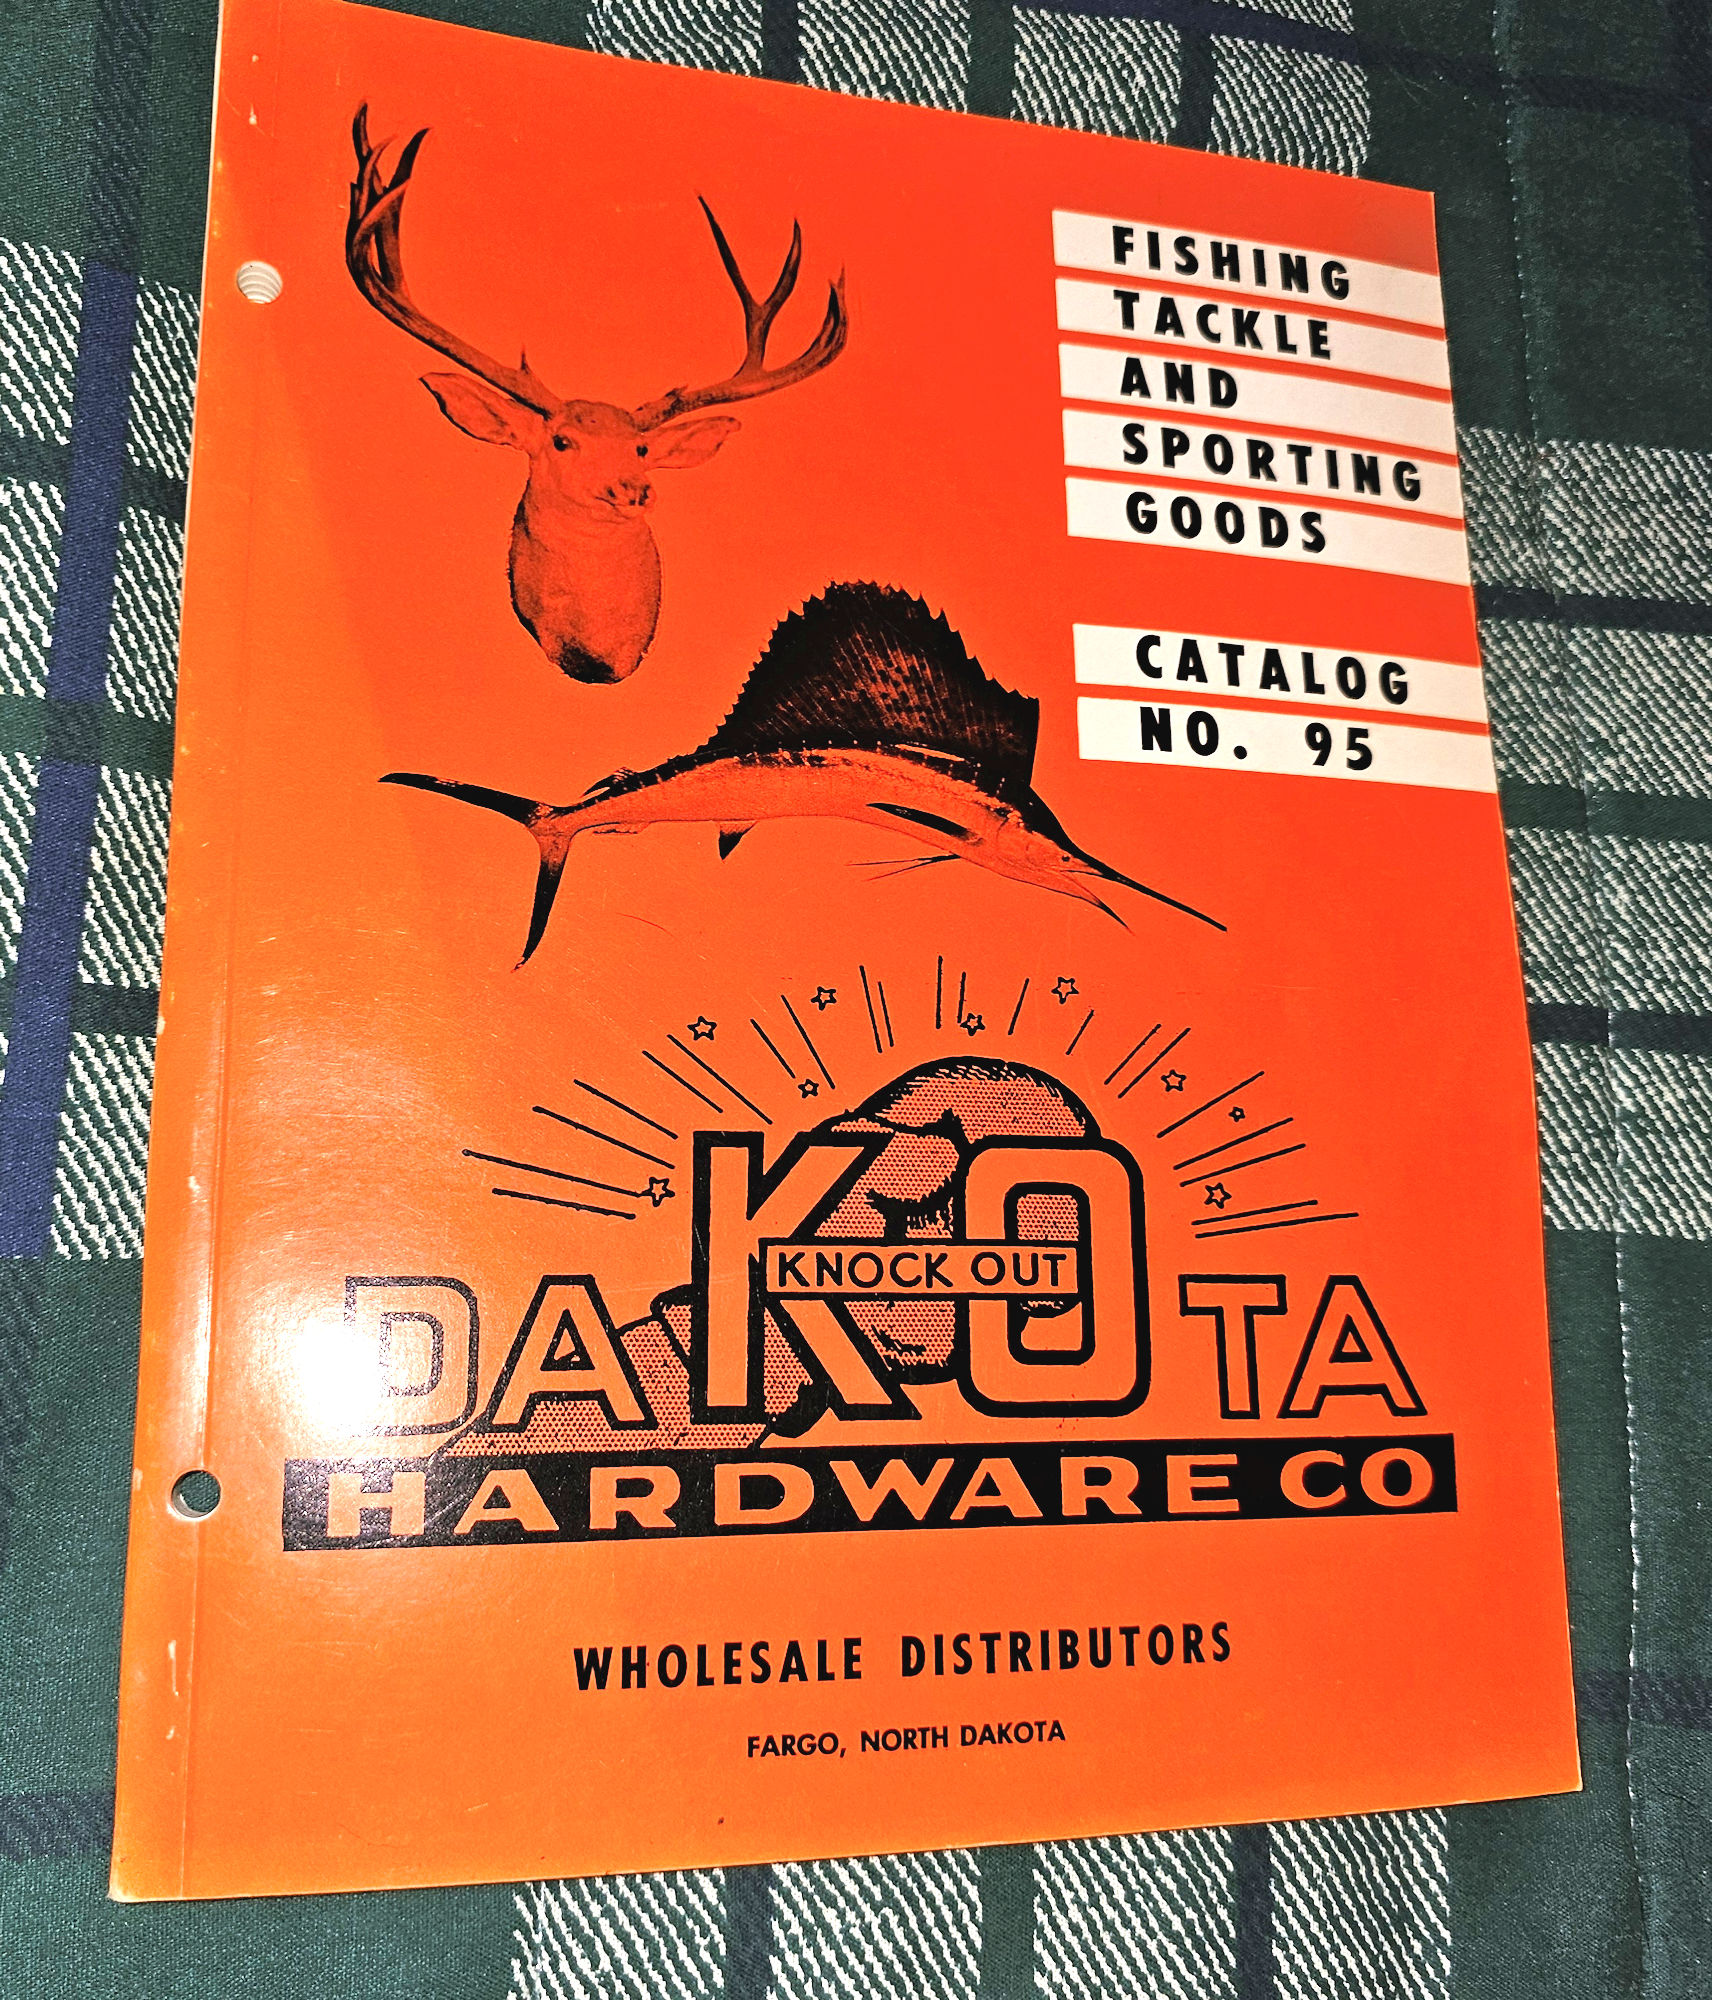 FISHING
TACKLE
AND
SPORTING
GOODS
CATALOG
NO. 95
DAKOTA
KNOCK OUT
HARDWARE CO
WHOLESALE DISTRIBUTORS
FARGO, NORTH DAKOTA